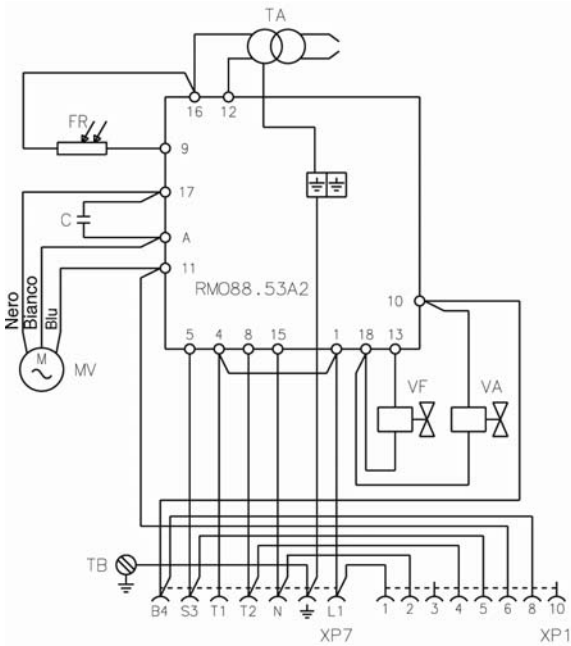 TA
16 12
FR
9
17
C
A
11
RMO88.53A2
10
Nero
Bianco
Blu
M
MV
5 4 8 15 1 18 13
VF VA
TB
B4 S3 T1 T2 N L1 1 2 3 4 5 6 8 10
XP7 XP1